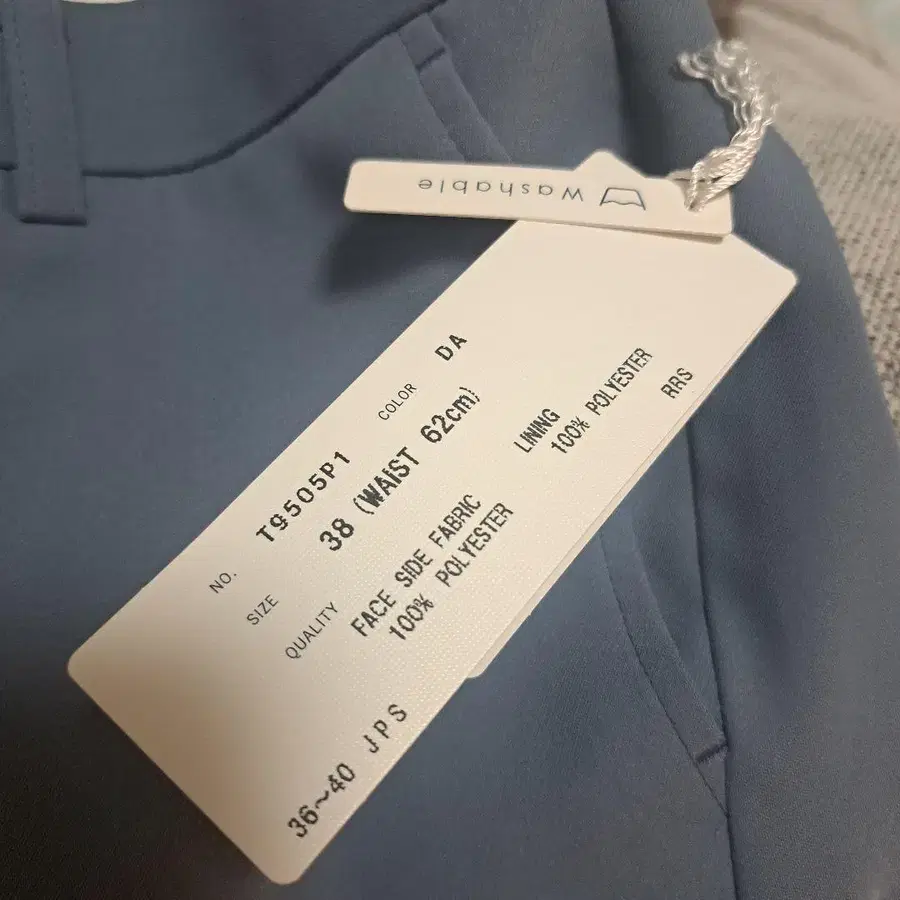 Washable
NO. T9505P1 COLOR DA
SIZE 38 (WAIST 62cm)
QUALITY
FACE SIDE FABRIC
100% POLYESTER
LINING
100% POLYESTER
RRS
36~40 JPS